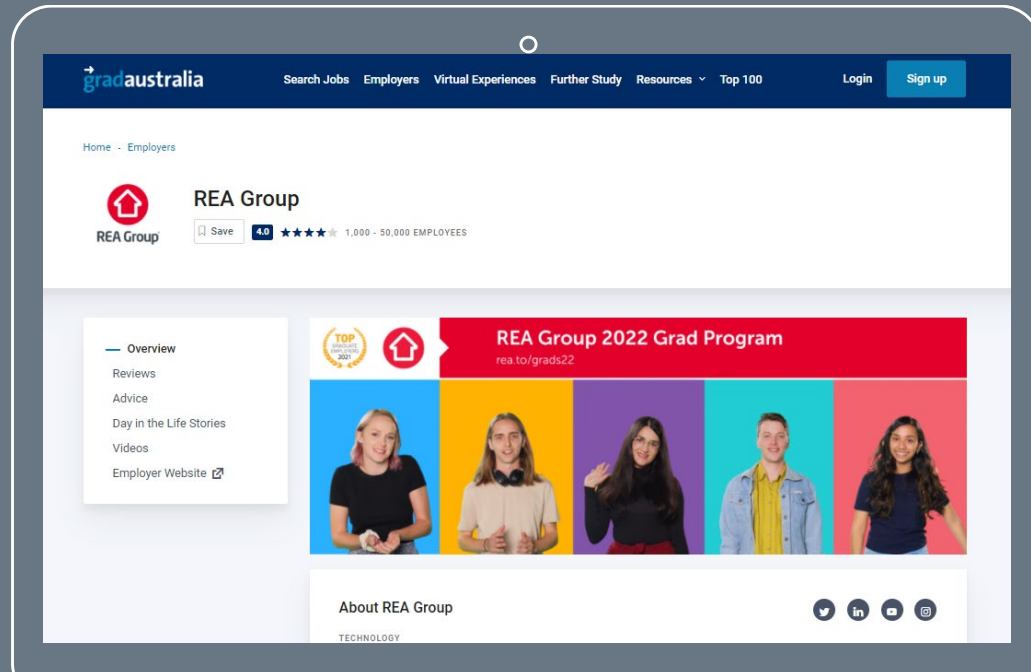 gradaustralia
Search Jobs Employers Virtual Experiences Further Study Resources Top 100 Login Sign up
Home - Employers
REA Group
REA Group
Save 4.0 1,000 - 50,000 EMPLOYEES
Overview
Reviews
Advice
Day in the Life Stories
Videos
Employer Website
TOP
GRADUATE
EMPLOYERS
2021
REA Group 2022 Grad Program
rea.to/grads22
About REA Group
TECHNOLOGY